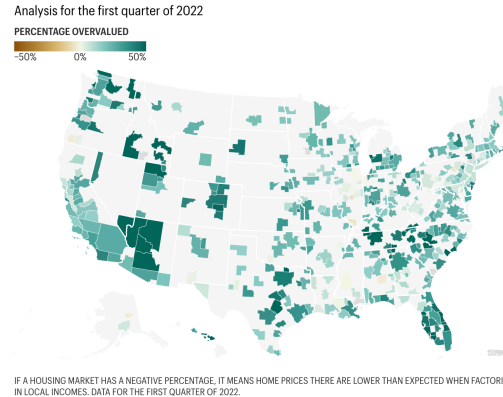 Analysis for the first quarter of 2022
PERCENTAGE OVERVALUED
−50% 0% 50%
IF A HOUSING MARKET HAS A NEGATIVE PERCENTAGE, IT MEANS HOME PRICES THERE ARE LOWER THAN EXPECTED WHEN FACTORI
IN LOCAL INCOMES. DATA FOR THE FIRST QUARTER OF 2022.